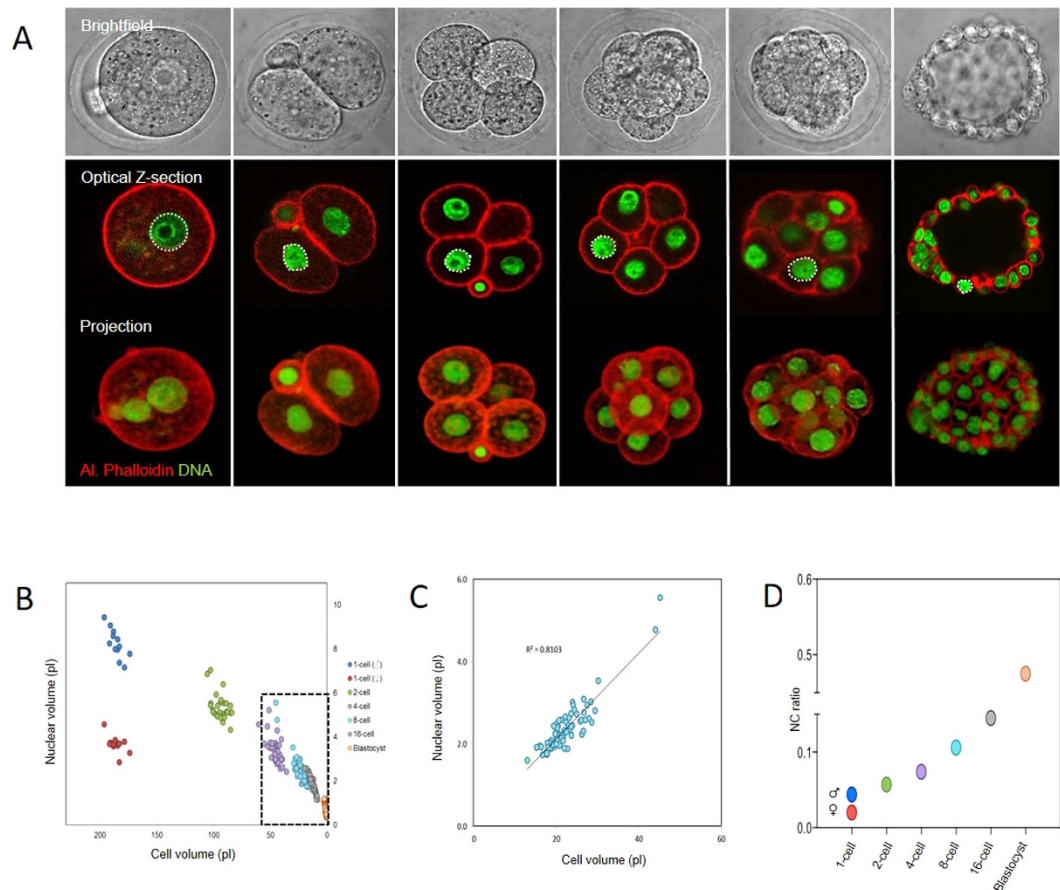 A
Brightfield
Optical Z-section
Projection
Al. Phalloidin DNA
B
Nuclear volume (pl)
10
8
6
4
2
0
200
150
100
50
0
Cell volume (pl)
1-cell (♂)
2-cell
4-cell
8-cell
16-cell
Blastocyst
C
Nuclear volume (pl)
6.0
4.0
2.0
0.0
R² = 0.8103
0
20
40
60
Cell volume (pl)
D
NC ratio
0.6
0.5
0.1
0.0
♂
♀
1-cell
2-cell
4-cell
8-cell
16-cell
Blastocyst